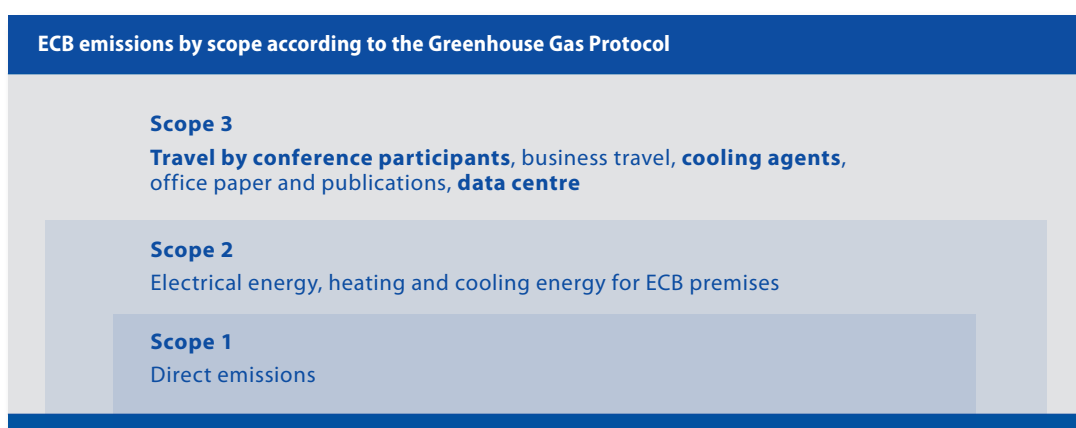 ECB emissions by scope according to the Greenhouse Gas Protocol
Scope 3
Travel by conference participants, business travel, cooling agents,
office paper and publications, data centre
Scope 2
Electrical energy, heating and cooling energy for ECB premises
Scope 1
Direct emissions